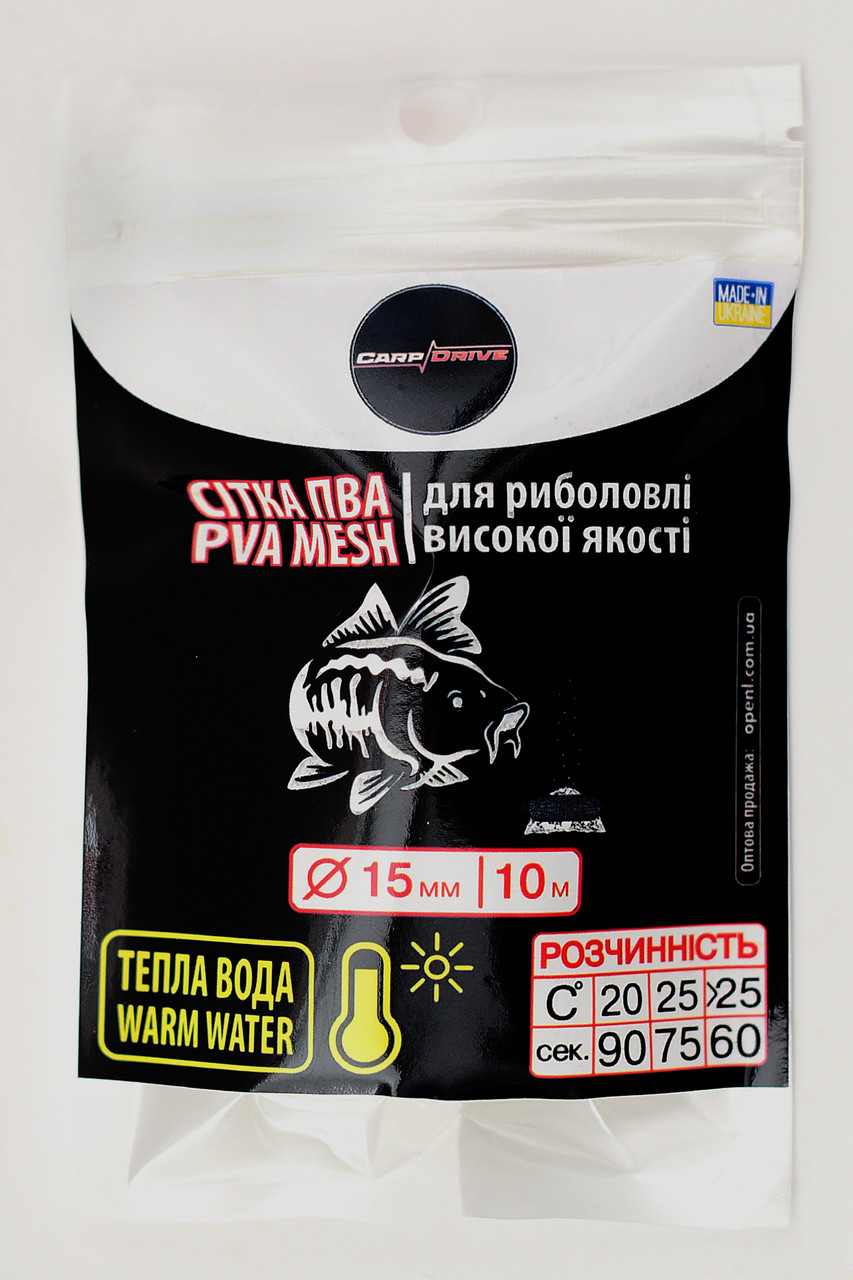 MADE IN
UKRAINE
CARP DRIVE
СІТКА ПВА
PVA MESH
для риболовлі
високої якості
Оптова продажа: openl.com.ua
Ø 15 мм | 10 м
ТЕПЛА ВОДА
WARM WATER
РОЗЧИННІСТЬ
С° 20 25 >25
сек. 90 75 60